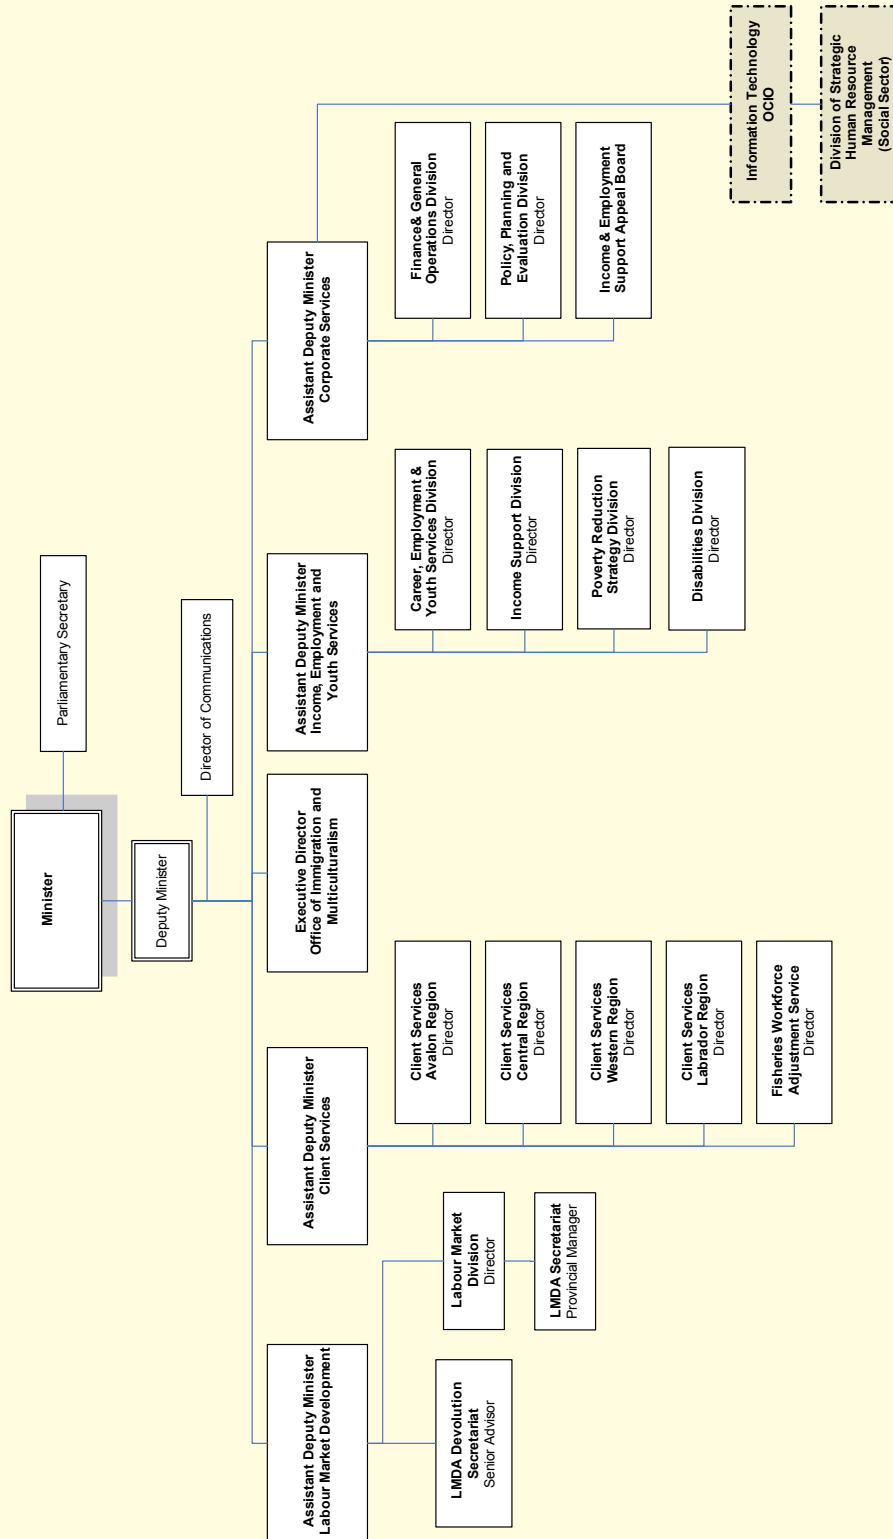 Minister
Parliamentary Secretary
Deputy Minister
Director of Communications
Assistant Deputy Minister
Labour Market Development
LMDA Devolution
Secretariat
Senior Advisor
Labour Market
Division
Director
LMDA Secretariat
Provincial Manager
Assistant Deputy Minister
Client Services
Client Services
Avalon Region
Director
Client Services
Central Region
Director
Client Services
Western Region
Director
Client Services
Labrador Region
Director
Fisheries Workforce
Adjustment Service
Director
Executive Director
Office of Immigration and
Multiculturalism
Assistant Deputy Minister
Income, Employment and
Youth Services
Career, Employment &
Youth Services Division
Director
Income Support Division
Director
Poverty Reduction
Strategy Division
Director
Disabilities Division
Director
Assistant Deputy Minister
Corporate Services
Finance& General
Operations Division
Director
Policy, Planning and
Evaluation Division
Director
Income & Employment
Support Appeal Board
Information Technology
OCIO
Division of Strategic
Human Resource
Management
(Social Sector)